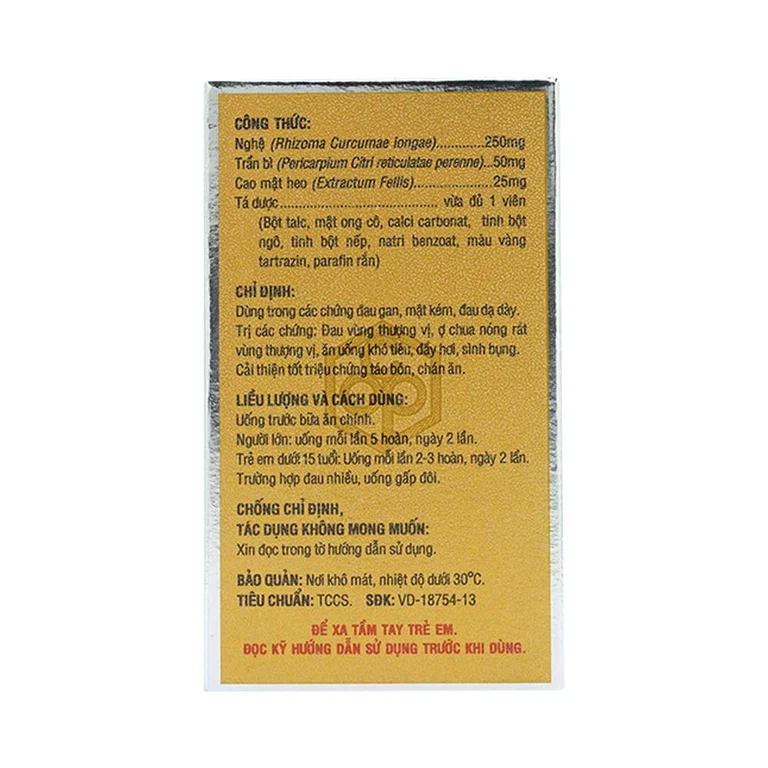 CÔNG THỨC:
Nghệ (Rhizoma Curcumae longae).............250mg
Trần bì (Pericarpium Citri reticulatae perenne)...50mg
Cao mật heo (Extractum Fellis)...................25mg
Tá dược................................... vừa đủ 1 viên
(Bột talc, mật ong cô, calci carbonat, tinh bột
ngô, tinh bột nếp, natri benzoat, màu vàng
tartrazin, parafin rắn)
CHỈ ĐỊNH:
Dùng trong các chứng đau gan, mật kém, đau dạ dày.
Trị các chứng: Đau vùng thượng vị, ợ chua nóng rát
vùng thượng vị, ăn uống khó tiêu, đầy hơi, sình bụng.
Cải thiện tốt triệu chứng táo bón, chán ăn.
LIỀU LƯỢNG VÀ CÁCH DÙNG:
Uống trước bữa ăn chính.
Người lớn: uống mỗi lần 5 hoàn, ngày 2 lần.
Trẻ em dưới 15 tuổi: Uống mỗi lần 2-3 hoàn, ngày 2 lần.
Trường hợp đau nhiều, uống gấp đôi.
CHỐNG CHỈ ĐỊNH,
TÁC DỤNG KHÔNG MONG MUỐN:
Xin đọc trong tờ hướng dẫn sử dụng.
BẢO QUẢN: Nơi khô mát, nhiệt độ dưới 30°C.
TIÊU CHUẨN: TCCS. SĐK: VD-18754-13
ĐỂ XA TẦM TAY TRẺ EM.
ĐỌC KỸ HƯỚNG DẪN SỬ DỤNG TRƯỚC KHI DÙNG.